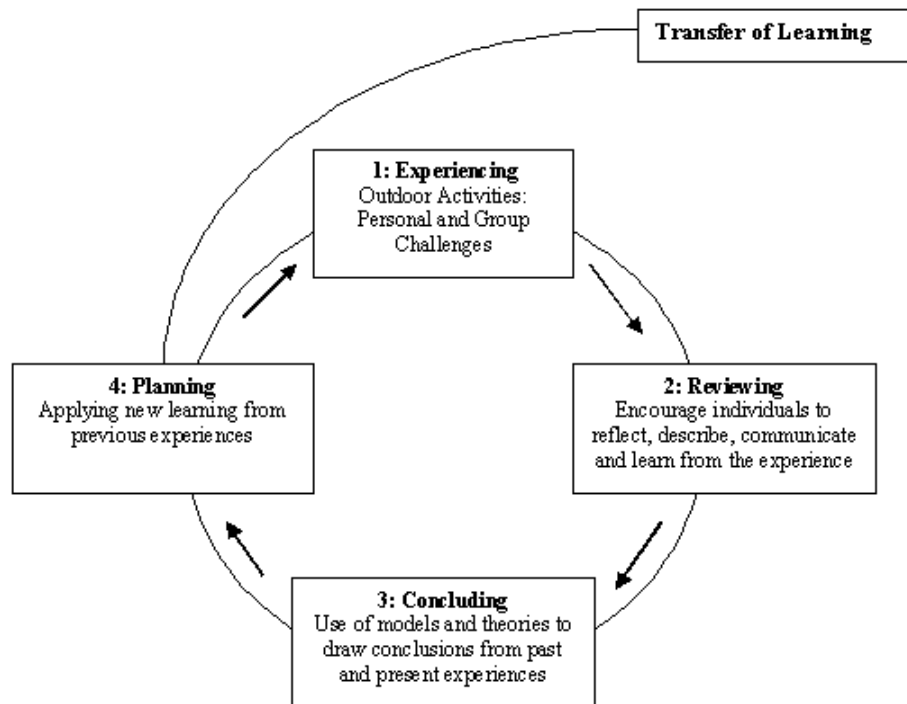 Transfer of Learning
1: Experiencing
Outdoor Activities:
Personal and Group
Challenges
2: Reviewing
Encourage individuals to
reflect, describe, communicate
and learn from the experience
3: Concluding
Use of models and theories to
draw conclusions from past
and present experiences
4: Planning
Applying new learning from
previous experiences